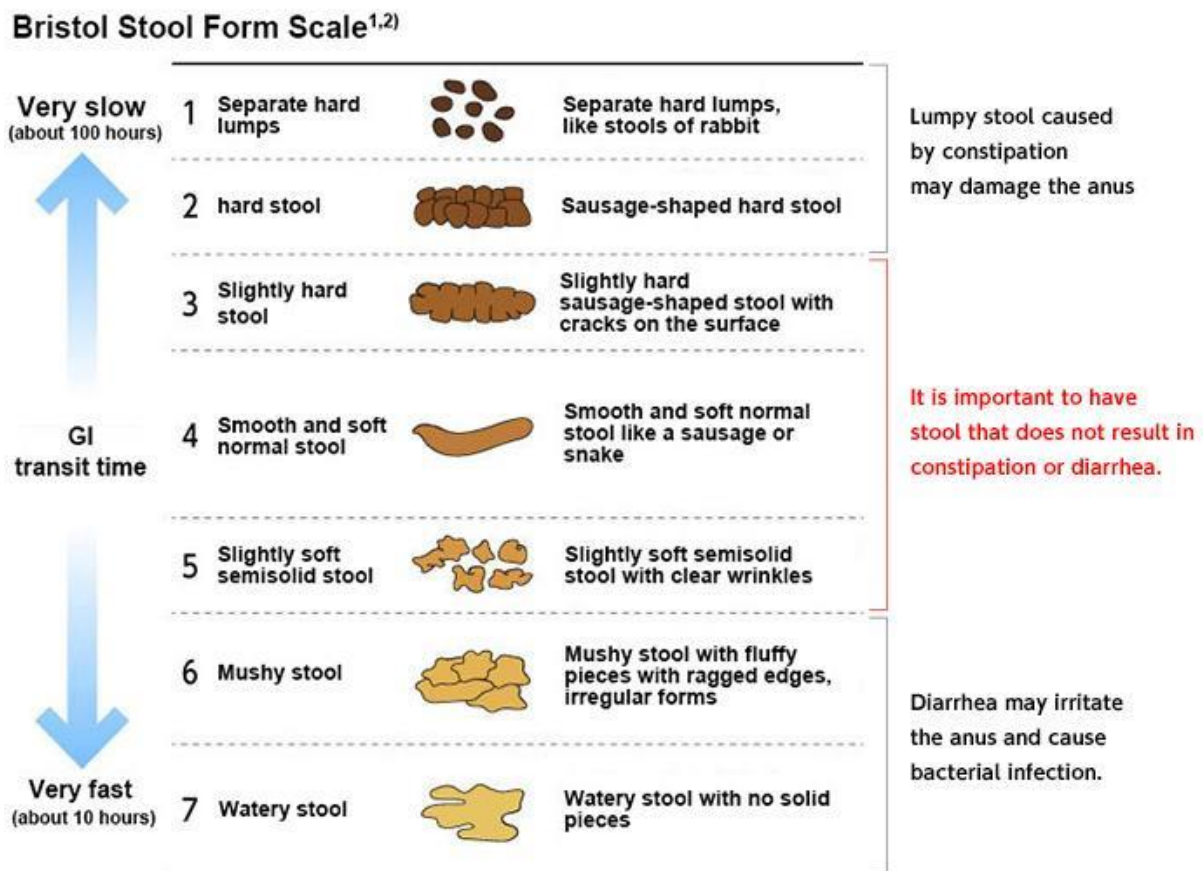 Bristol Stool Form Scale1,2)
Very slow
(about 100 hours)
1 Separate hard
lumps
Separate hard lumps,
like stools of rabbit
Lumpy stool caused
by constipation
may damage the anus
2 hard stool
Sausage-shaped hard stool
3 Slightly hard
stool
Slightly hard
sausage-shaped stool with
cracks on the surface
GI
transit time
4 Smooth and soft
normal stool
Smooth and soft normal
stool like a sausage or
snake
It is important to have
stool that does not result in
constipation or diarrhea.
5 Slightly soft
semisolid stool
Slightly soft semisolid
stool with clear wrinkles
6 Mushy stool
Mushy stool with fluffy
pieces with ragged edges,
irregular forms
Diarrhea may irritate
the anus and cause
bacterial infection.
Very fast
(about 10 hours)
7 Watery stool
Watery stool with no solid
pieces